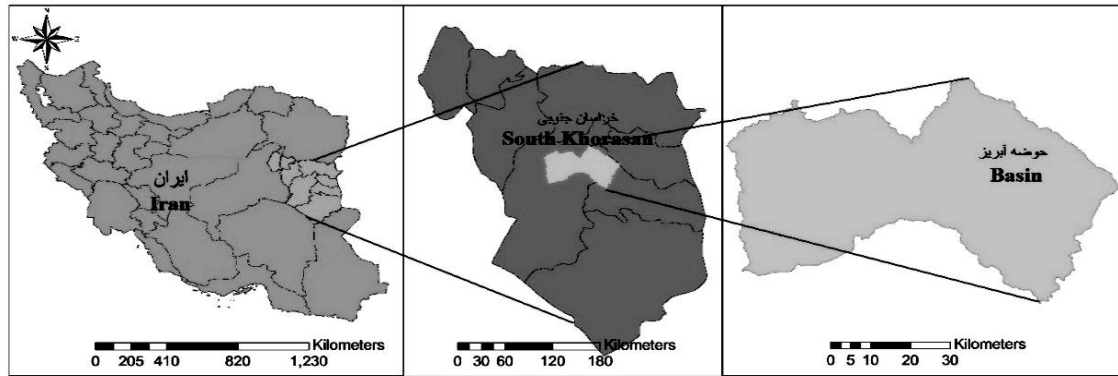 N
W
Z
S
ایران
Iran
Kilometers
0 205 410 820 1,230
خراسان جنوبی
South Khorasan
Kilometers
0 30 60 120 180
حوضه آبریز
Basin
Kilometers
0 5 10 20 30